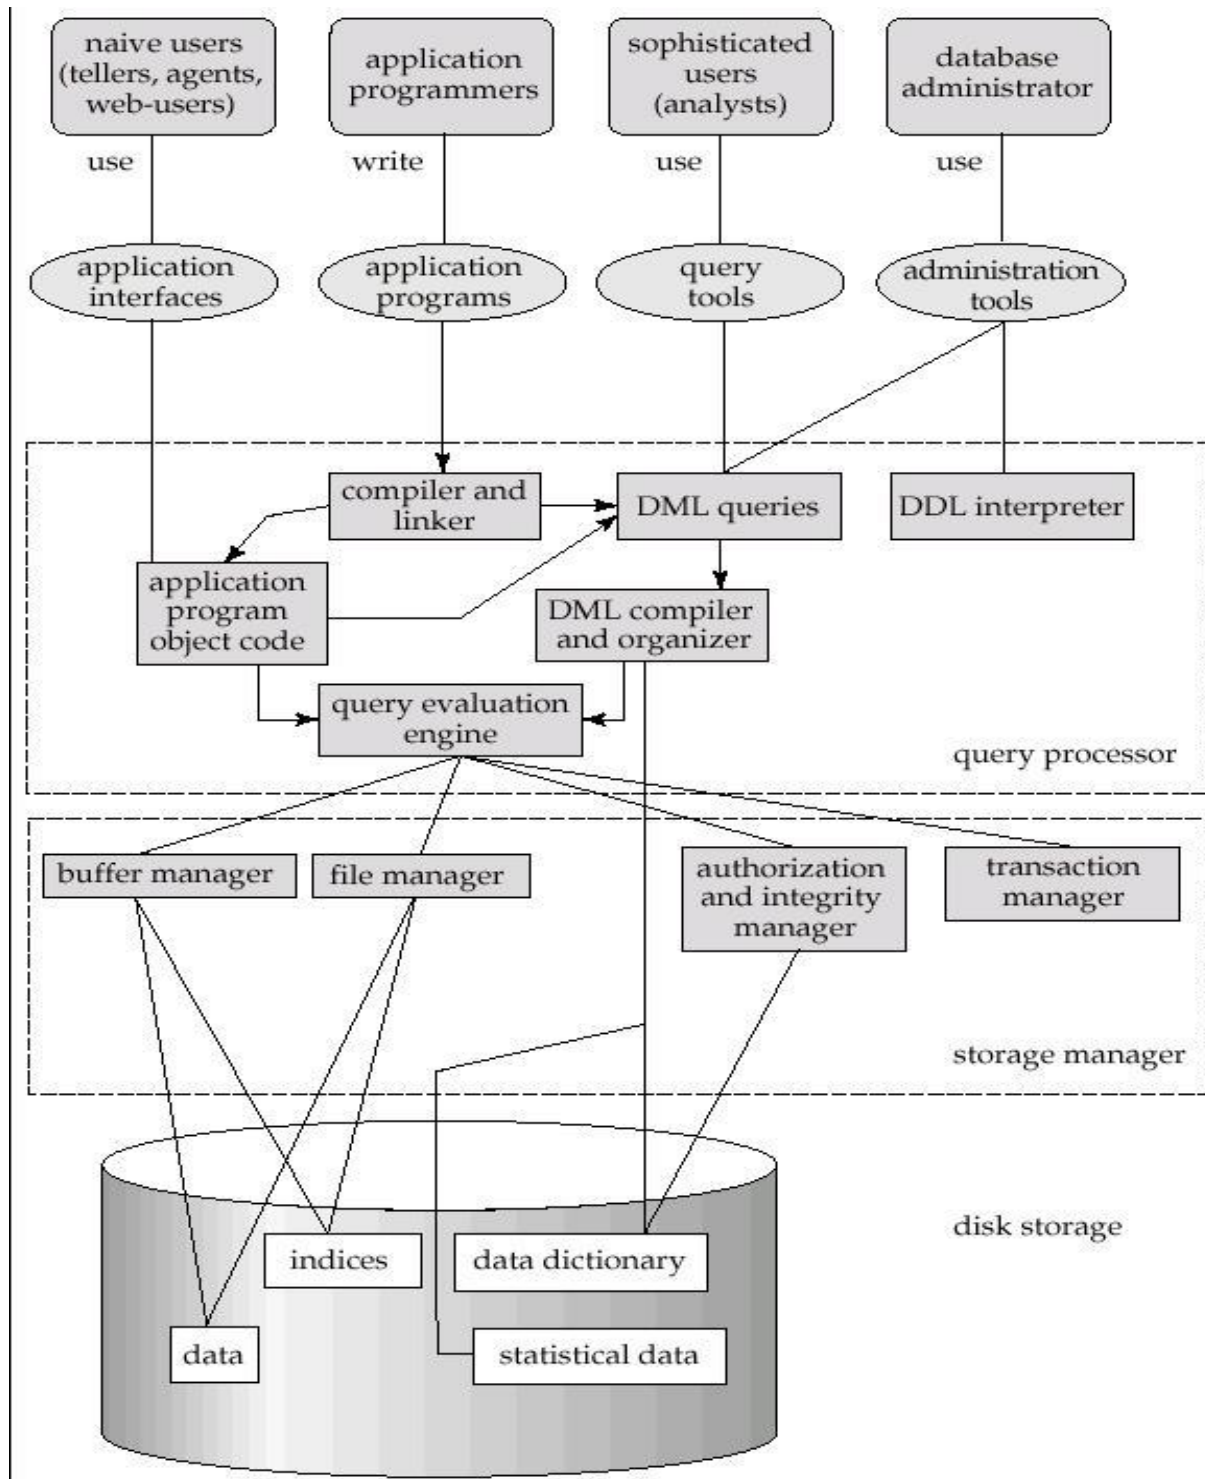 naive users
(tellers, agents,
web-users)
application
programmers
sophisticated
users
(analysts)
database
administrator
use
write
use
use
application
interfaces
application
programs
query
tools
administration
tools
compiler and
linker
DML queries
DDL interpreter
application
program
object code
DML compiler
and organizer
query evaluation
engine
query processor
buffer manager
file manager
authorization
and integrity
manager
transaction
manager
storage manager
disk storage
indices
data dictionary
data
statistical data